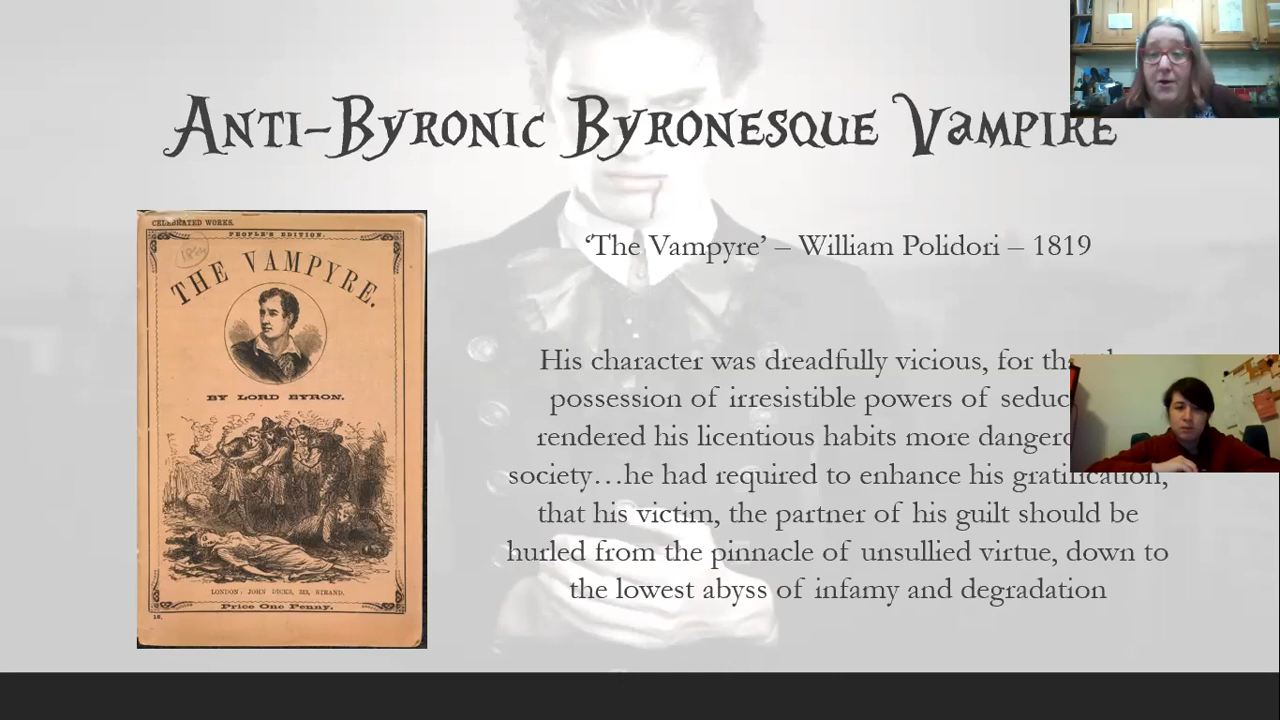 Anti-Byronic Byronesque Vampire
CELEBRATED WORKS.
PEOPLE'S EDITION.
THE VAMPYRE.
BY LORD BYRON.
LONDON: JOHN DICKS, 313, STRAND.
Price One Penny.
‘The Vampyre’ – William Polidori – 1819
His character was dreadfully vicious, for
possession of irresistible powers of
rendered his licentious habits more
society…he had required to enhance his gratification,
that his victim, the partner of his guilt should be
hurled from the pinnacle of unsullied virtue, down to
the lowest abyss of infamy and degradation